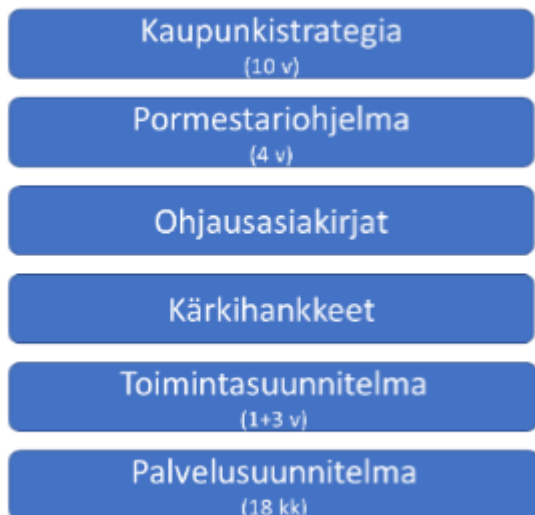 Kaupunkistrategia
(10 v)
Pormestariohjelma
(4 v)
Ohjausasiakirjat
Kärkihankkeet
Toimintasuunnitelma
(1+3 v)
Palvelusuunnitelma
(18 kk)